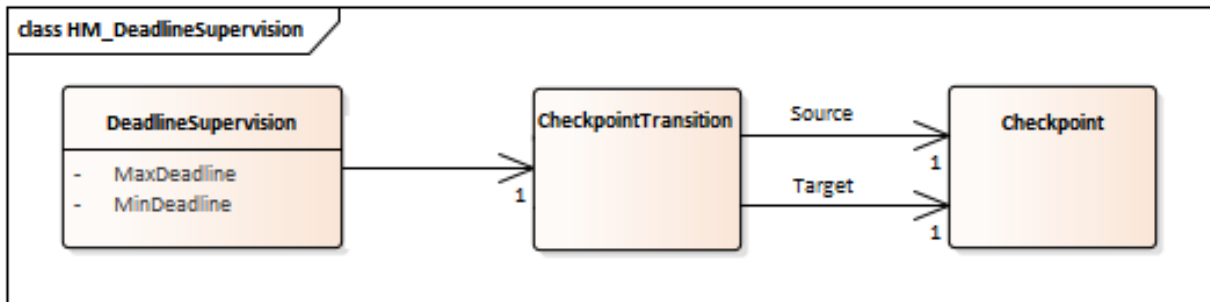 class HM_DeadlineSupervision
DeadlineSupervision
- MaxDeadline
- MinDeadline
1
CheckpointTransition
Source
1
Target
1
Checkpoint